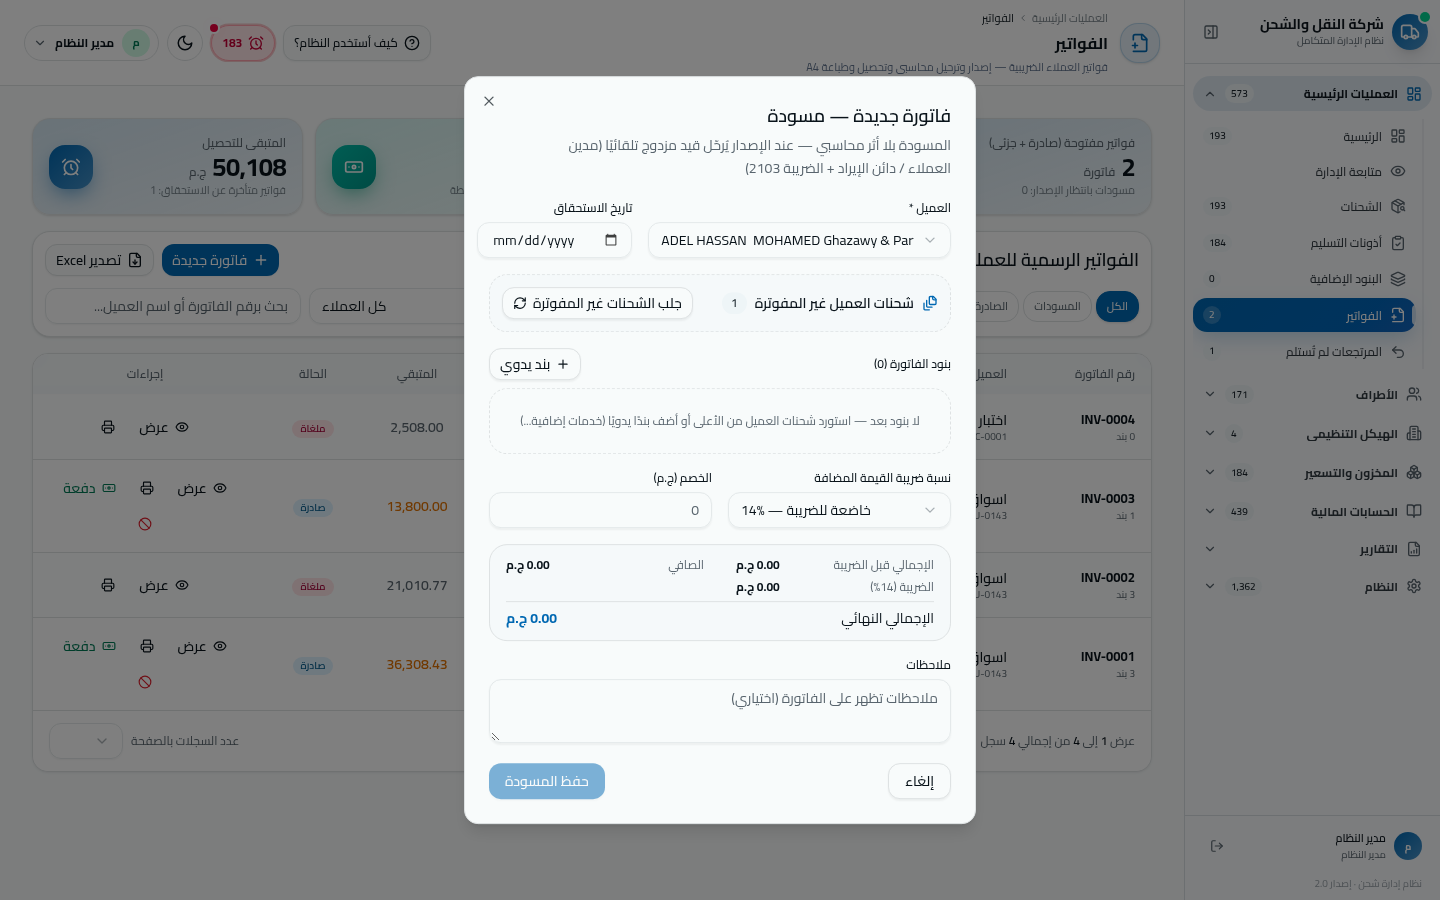 شركة النقل والشحن
نظام الإدارة المتكامل
العمليات الرئيسية
573
الرئيسية
193
متابعة الإدارة
الشحنات
193
أذونات التسليم
184
البنود الإضافية
0
الفواتير
2
المرتجعات لم تُستلم
1
الأطراف
171
الهيكل التنظيمي
4
المخزون والتسعير
184
الحسابات المالية
439
التقارير
النظام
1,362
مدير النظام
مدير النظام
م
نظام إدارة شحن · إصدار 2.0
العمليات الرئيسية
الفواتير
الفواتير
فواتير العملاء الضريبية — إصدار وترحيل محاسبي وتحصيل وطباعة A4
كيف أستخدم النظام؟
183
م
مدير النظام
فواتير مفتوحة (صادرة + جزئى)
2 فاتورة
مسودات بانتظار الإصدار: 0
المتبقي للتحصيل
50,108 ج.م
فواتير متأخرة عن الاستحقاق: 1
الفواتير الرسمية للعملا
فاتورة جديدة
تصدير Excel
الكل
المسودات
الصادرة
كل العملاء
بحث برقم الفاتورة أو اسم العميل...
رقم الفاتورة
العميل
المتبقي
الحالة
إجراءات
INV-0004
0 بند
اختبار
C-0001
2,508.00
ملغاة
عرض
INV-0003
1 بند
اسواق
J-0143
13,800.00
صادرة
عرض
دفعة
INV-0002
3 بند
اسواق
J-0143
21,010.77
ملغاة
عرض
INV-0001
3 بند
اسواق
J-0143
36,308.43
صادرة
عرض
دفعة
عرض 1 إلى 4 من إجمالي 4 سجل
عدد السجلات بالصفحة
فاتورة جديدة — مسودة
المسودة بلا أثر محاسبي — عند الإصدار يُرحَّل قيد مزدوج تلقائيًا (مدين
العملاء / دائن الإيراد + الضريبة 2103)
العميل *
ADEL HASSAN MOHAMED Ghazawy & Par
تاريخ الاستحقاق
mm/dd/yyyy
شحنات العميل غير المفوترة
1
جلب الشحنات غير المفوترة
بنود الفاتورة (0)
بند يدوي
لا بنود بعد — استورد شحنات العميل من الأعلى أو أضف بندًا يدويًا (خدمات إضافية...)
نسبة ضريبة القيمة المضافة
خاضعة للضريبة — 14%
الخصم (ج.م)
0
الإجمالي قبل الضريبة
0.00 ج.م
الصافي
0.00 ج.م
الضريبة (14%)
0.00 ج.م
الإجمالي النهائي
0.00 ج.م
ملاحظات
ملاحظات تظهر على الفاتورة (اختياري)
إلغاء
حفظ المسودة